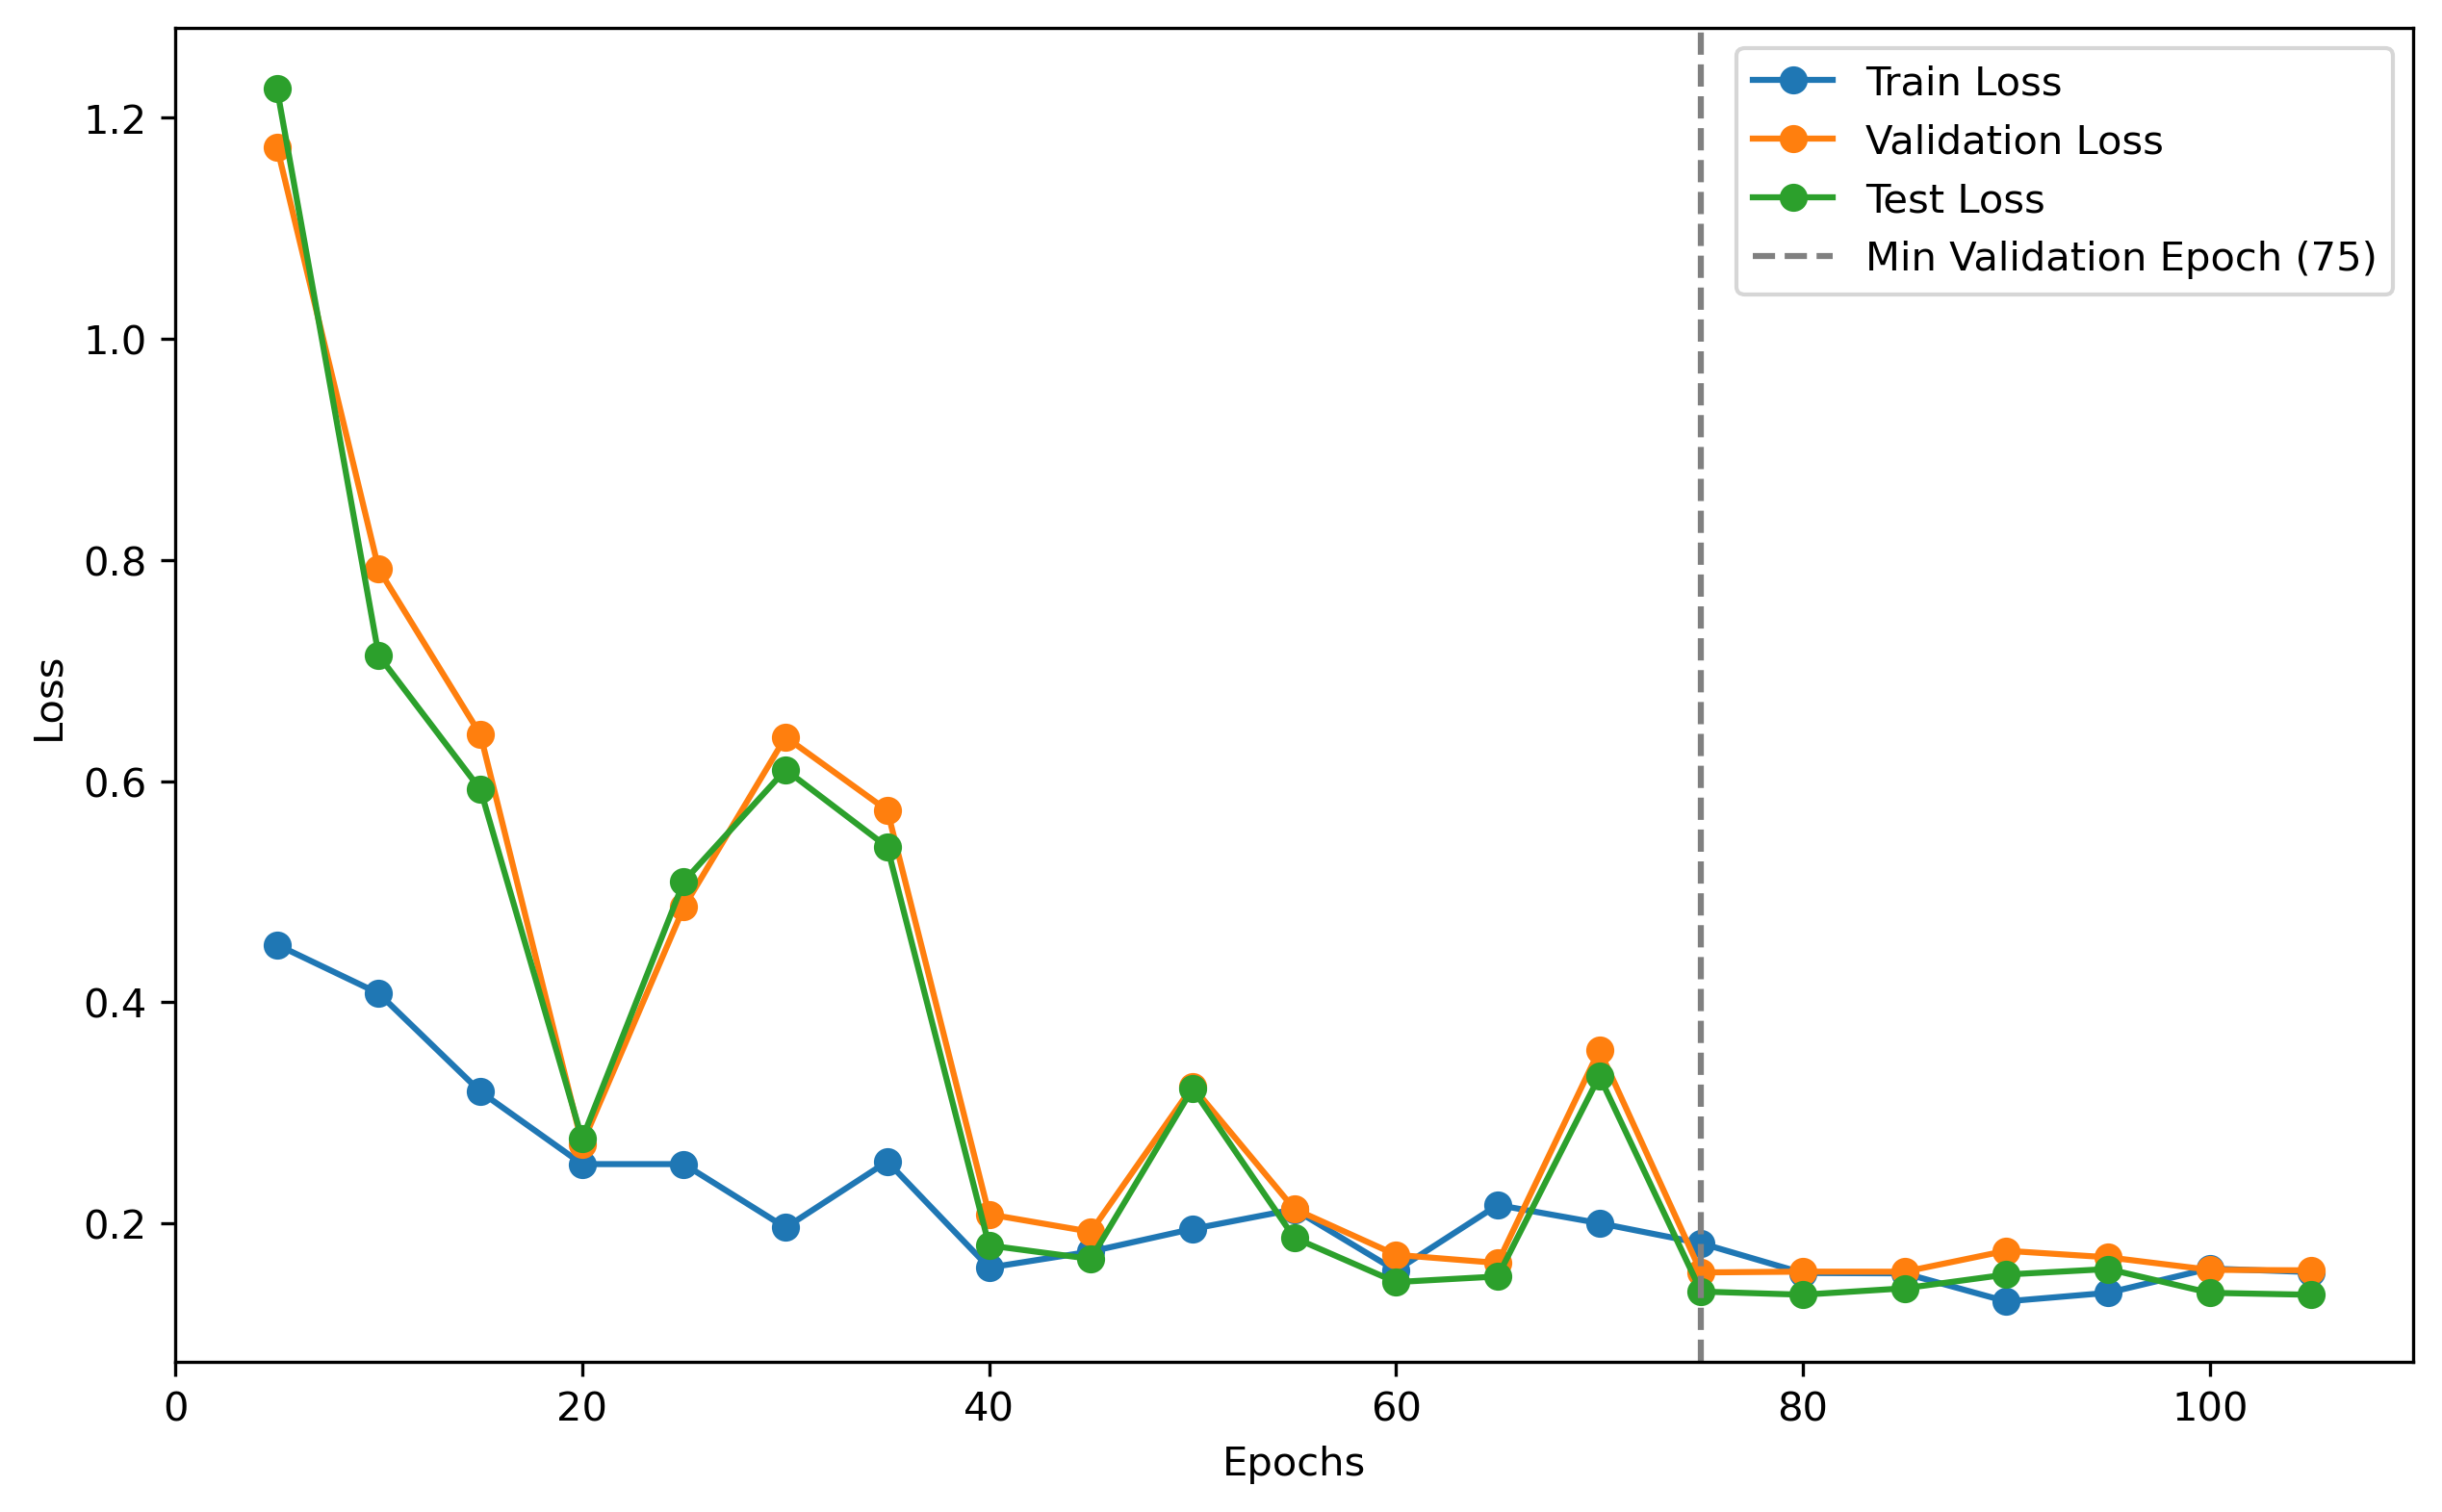 Train Loss
Validation Loss
Test Loss
Min Validation Epoch (75)
1.2
1.0
0.8
0.6
0.4
0.2
Loss
0 20 40 60 80 100
Epochs